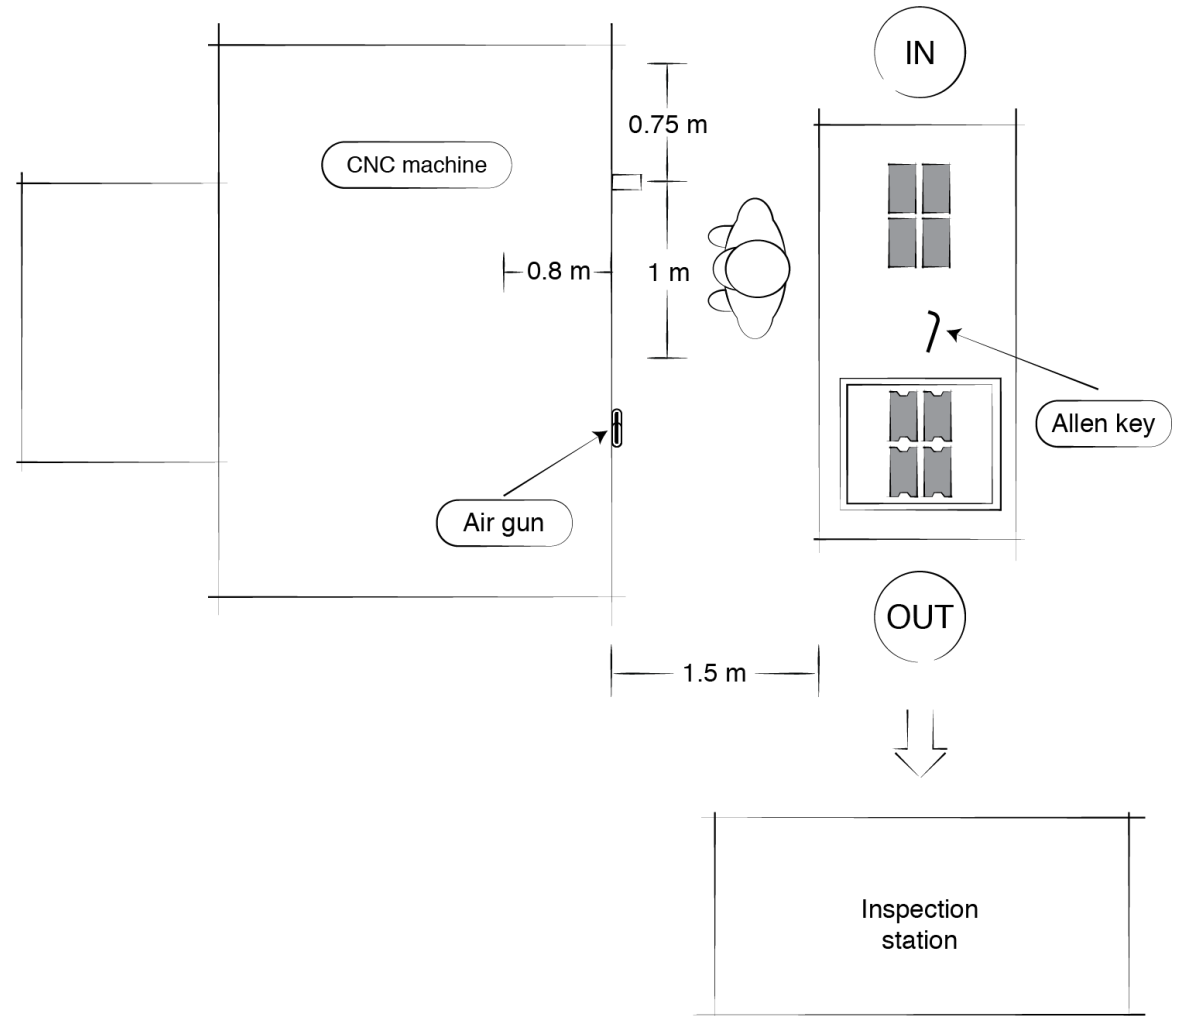 IN
0.75 m
CNC machine
0.8 m
1 m
Allen key
Air gun
OUT
1.5 m
Inspection
station